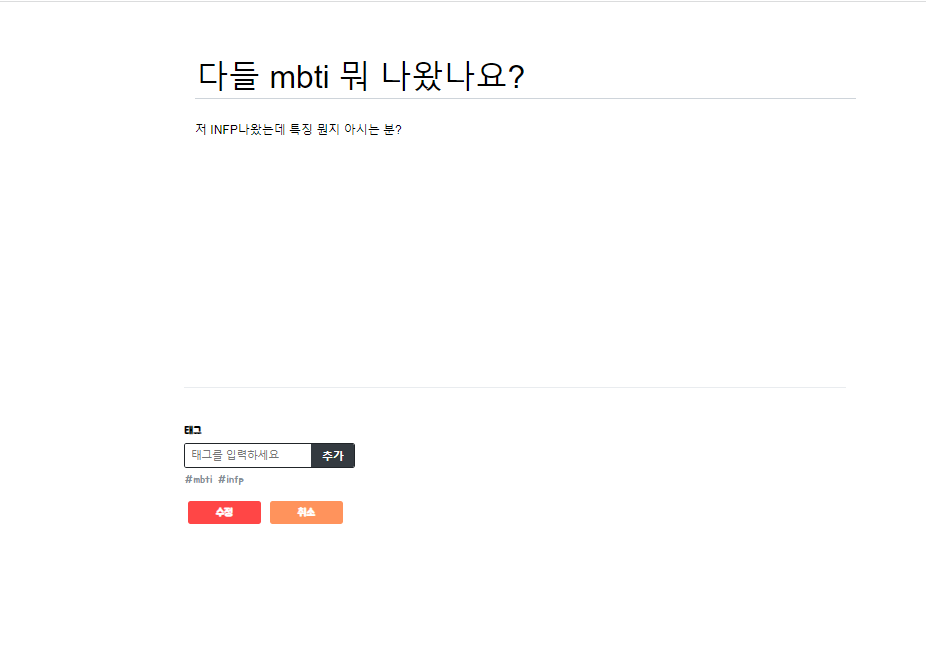 다들 mbti 뭐 나왔나요?
저 INFP나왔는데 특징 뭔지 아시는 분?
태그
태그를 입력하세요 추가
#mbti #infp
수정 취소